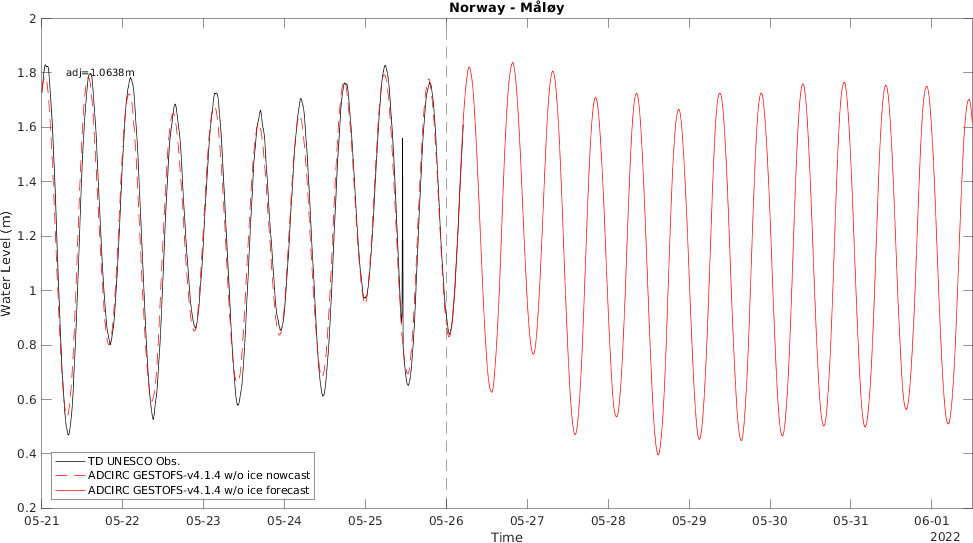 Norway - Måløy
2
1.8
1.6
1.4
1.2
1
0.8
0.6
0.4
0.2
Water Level (m)
adj=1.0638m
TD UNESCO Obs.
ADCIRC GESTOFS-v4.1.4 w/o ice nowcast
ADCIRC GESTOFS-v4.1.4 w/o ice forecast
05-21 05-22 05-23 05-24 05-25 05-26 05-27 05-28 05-29 05-30 05-31 06-01
Time
2022